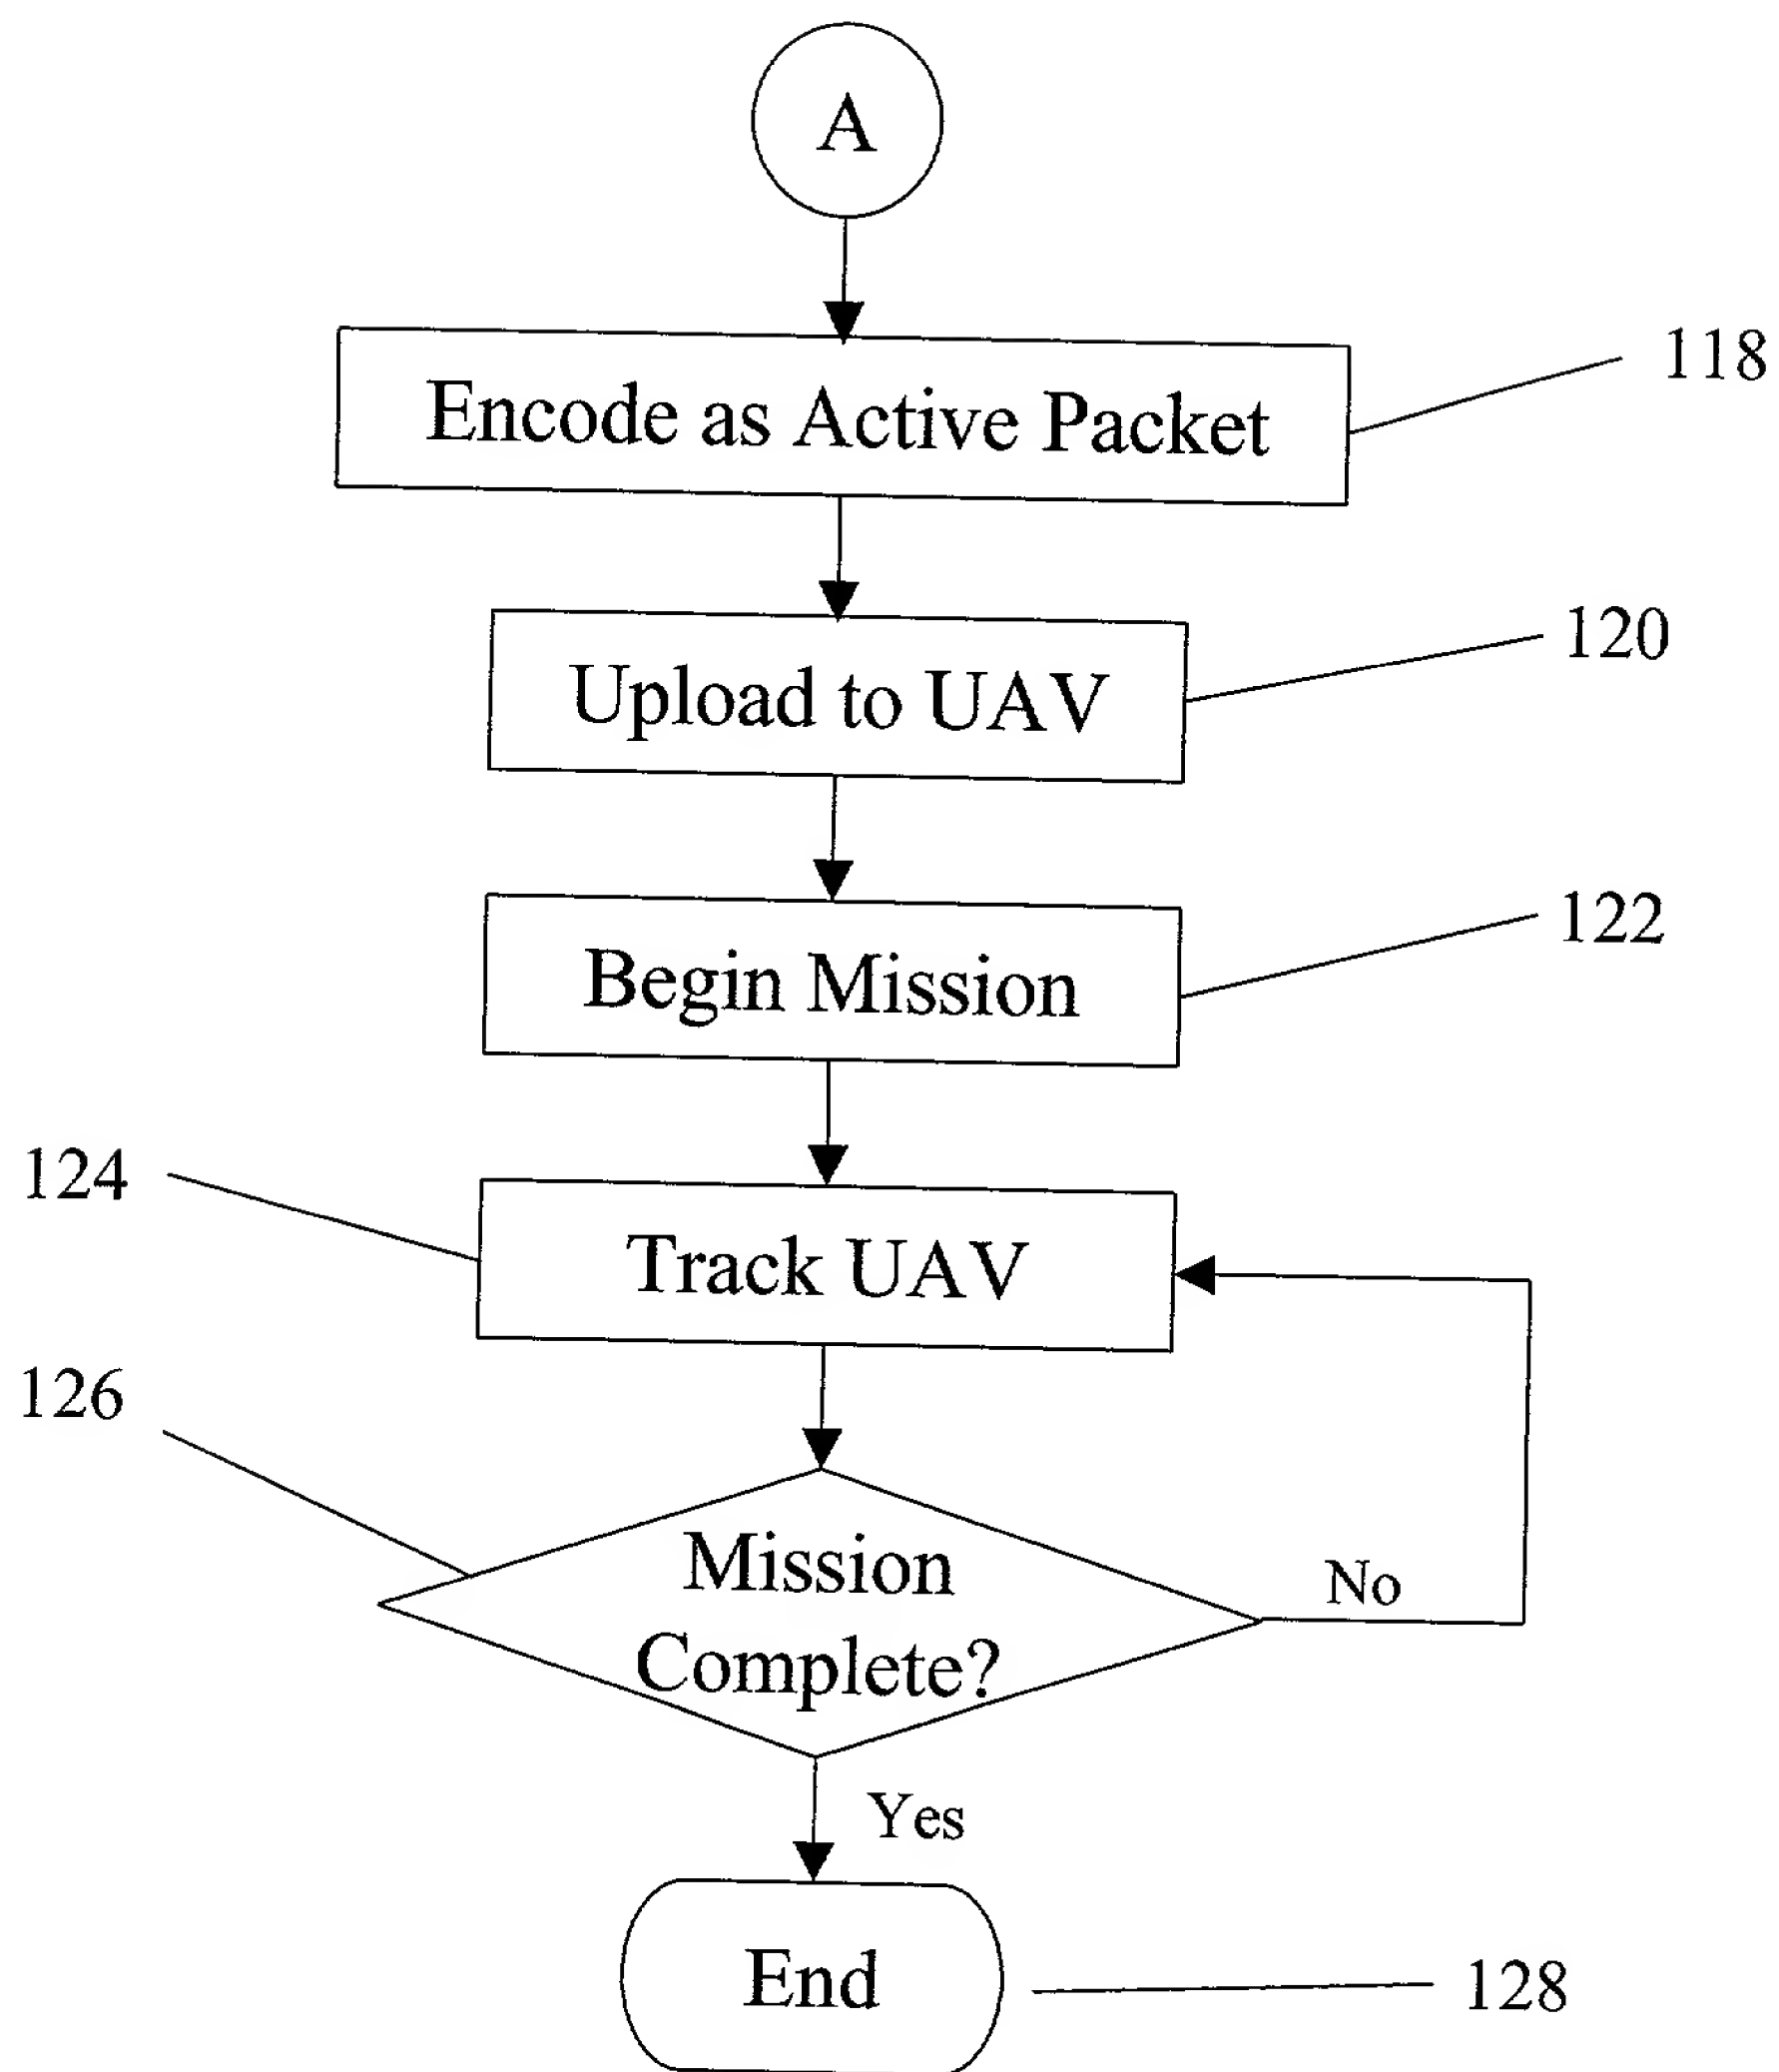 A
Encode as Active Packet
118
Upload to UAV
120
Begin Mission
122
124
Track UAV
126
Mission
Complete?
No
Yes
End
128